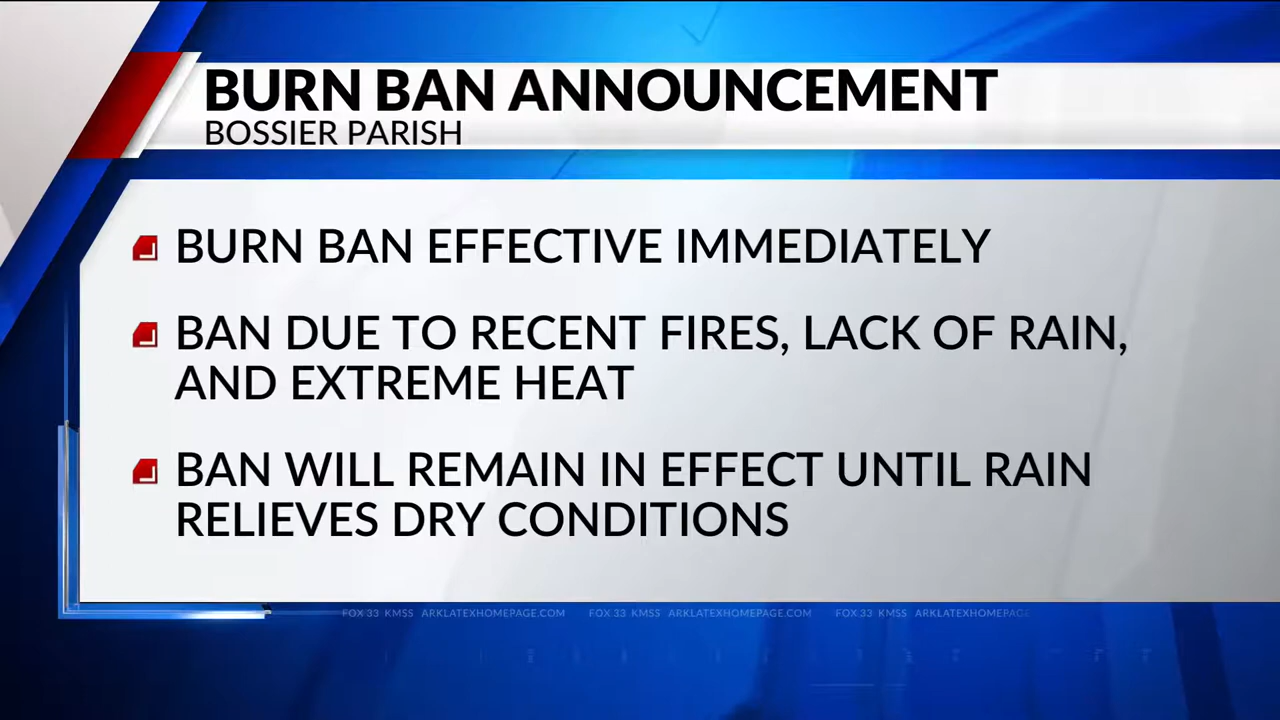 BURN BAN ANNOUNCEMENT
BOSSIER PARISH
BURN BAN EFFECTIVE IMMEDIATELY
BAN DUE TO RECENT FIRES, LACK OF RAIN,
AND EXTREME HEAT
BAN WILL REMAIN IN EFFECT UNTIL RAIN
RELIEVES DRY CONDITIONS
FOX 33 KMSS ARKLATEXHOMEPAGE.COM FOX 33 KMSS ARKLATEXHOMEPAGE.COM FOX 33 KMSS ARKLATEXHOMEPAGE